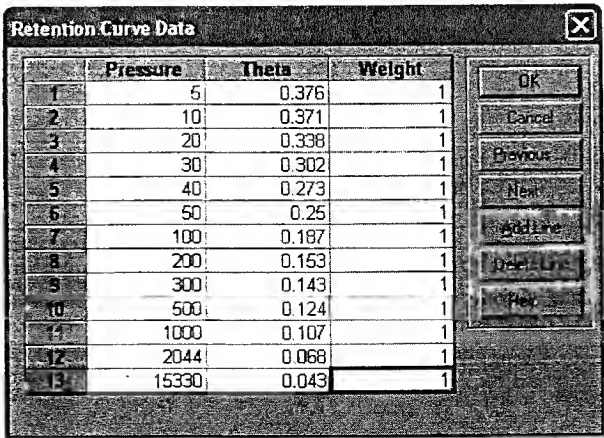 Retention Curve Data
Pressure Theta Weight
1 5 0.376 1
2 10 0.371 1
3 20 0.338 1
4 30 0.302 1
5 40 0.273 1
6 50 0.25 1
7 100 0.187 1
8 200 0.153 1
9 300 0.143 1
10 500 0.124 1
11 1000 0.107 1
12 2044 0.068 1
13 15330 0.043 1
OK
Cancel
Previous...
Next...
Add Line